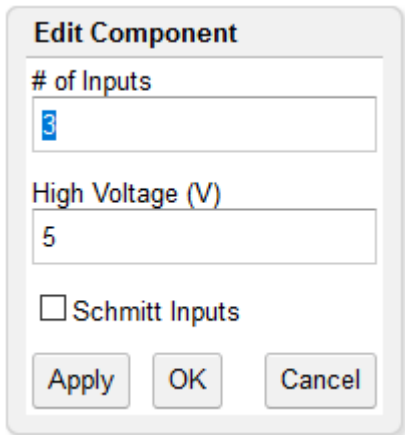 Edit Component
# of Inputs
3
High Voltage (V)
5
Schmitt Inputs
Apply OK Cancel